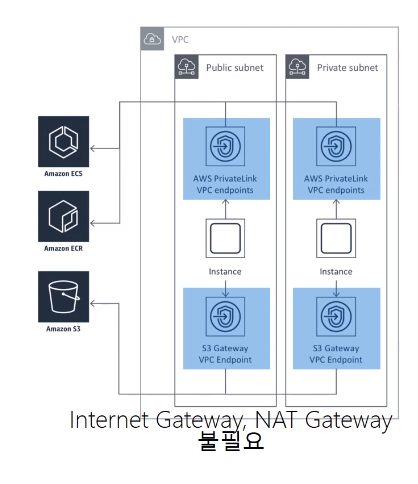 VPC
Public subnet
Private subnet
AWS PrivateLink
VPC endpoints
AWS PrivateLink
VPC endpoints
Amazon ECS
Amazon ECR
Instance
Instance
Amazon S3
S3 Gateway
VPC Endpoint
S3 Gateway
VPC Endpoint
Internet Gateway, NAT Gateway
불필요